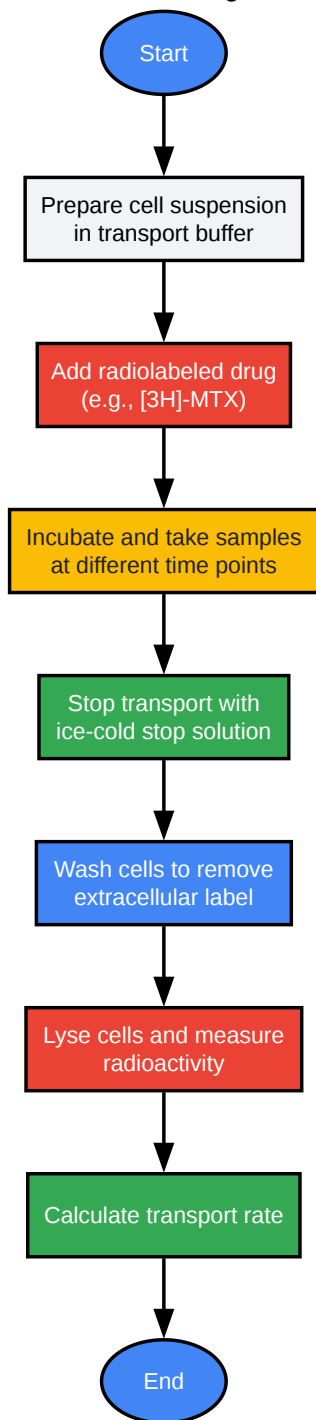 Start
Prepare cell suspension
in transport buffer
Add radiolabeled drug
(e.g., [3H]-MTX)
Incubate and take samples
at different time points
Stop transport with
ice-cold stop solution
Wash cells to remove
extracellular label
Lyse cells and measure
radioactivity
Calculate transport rate
End